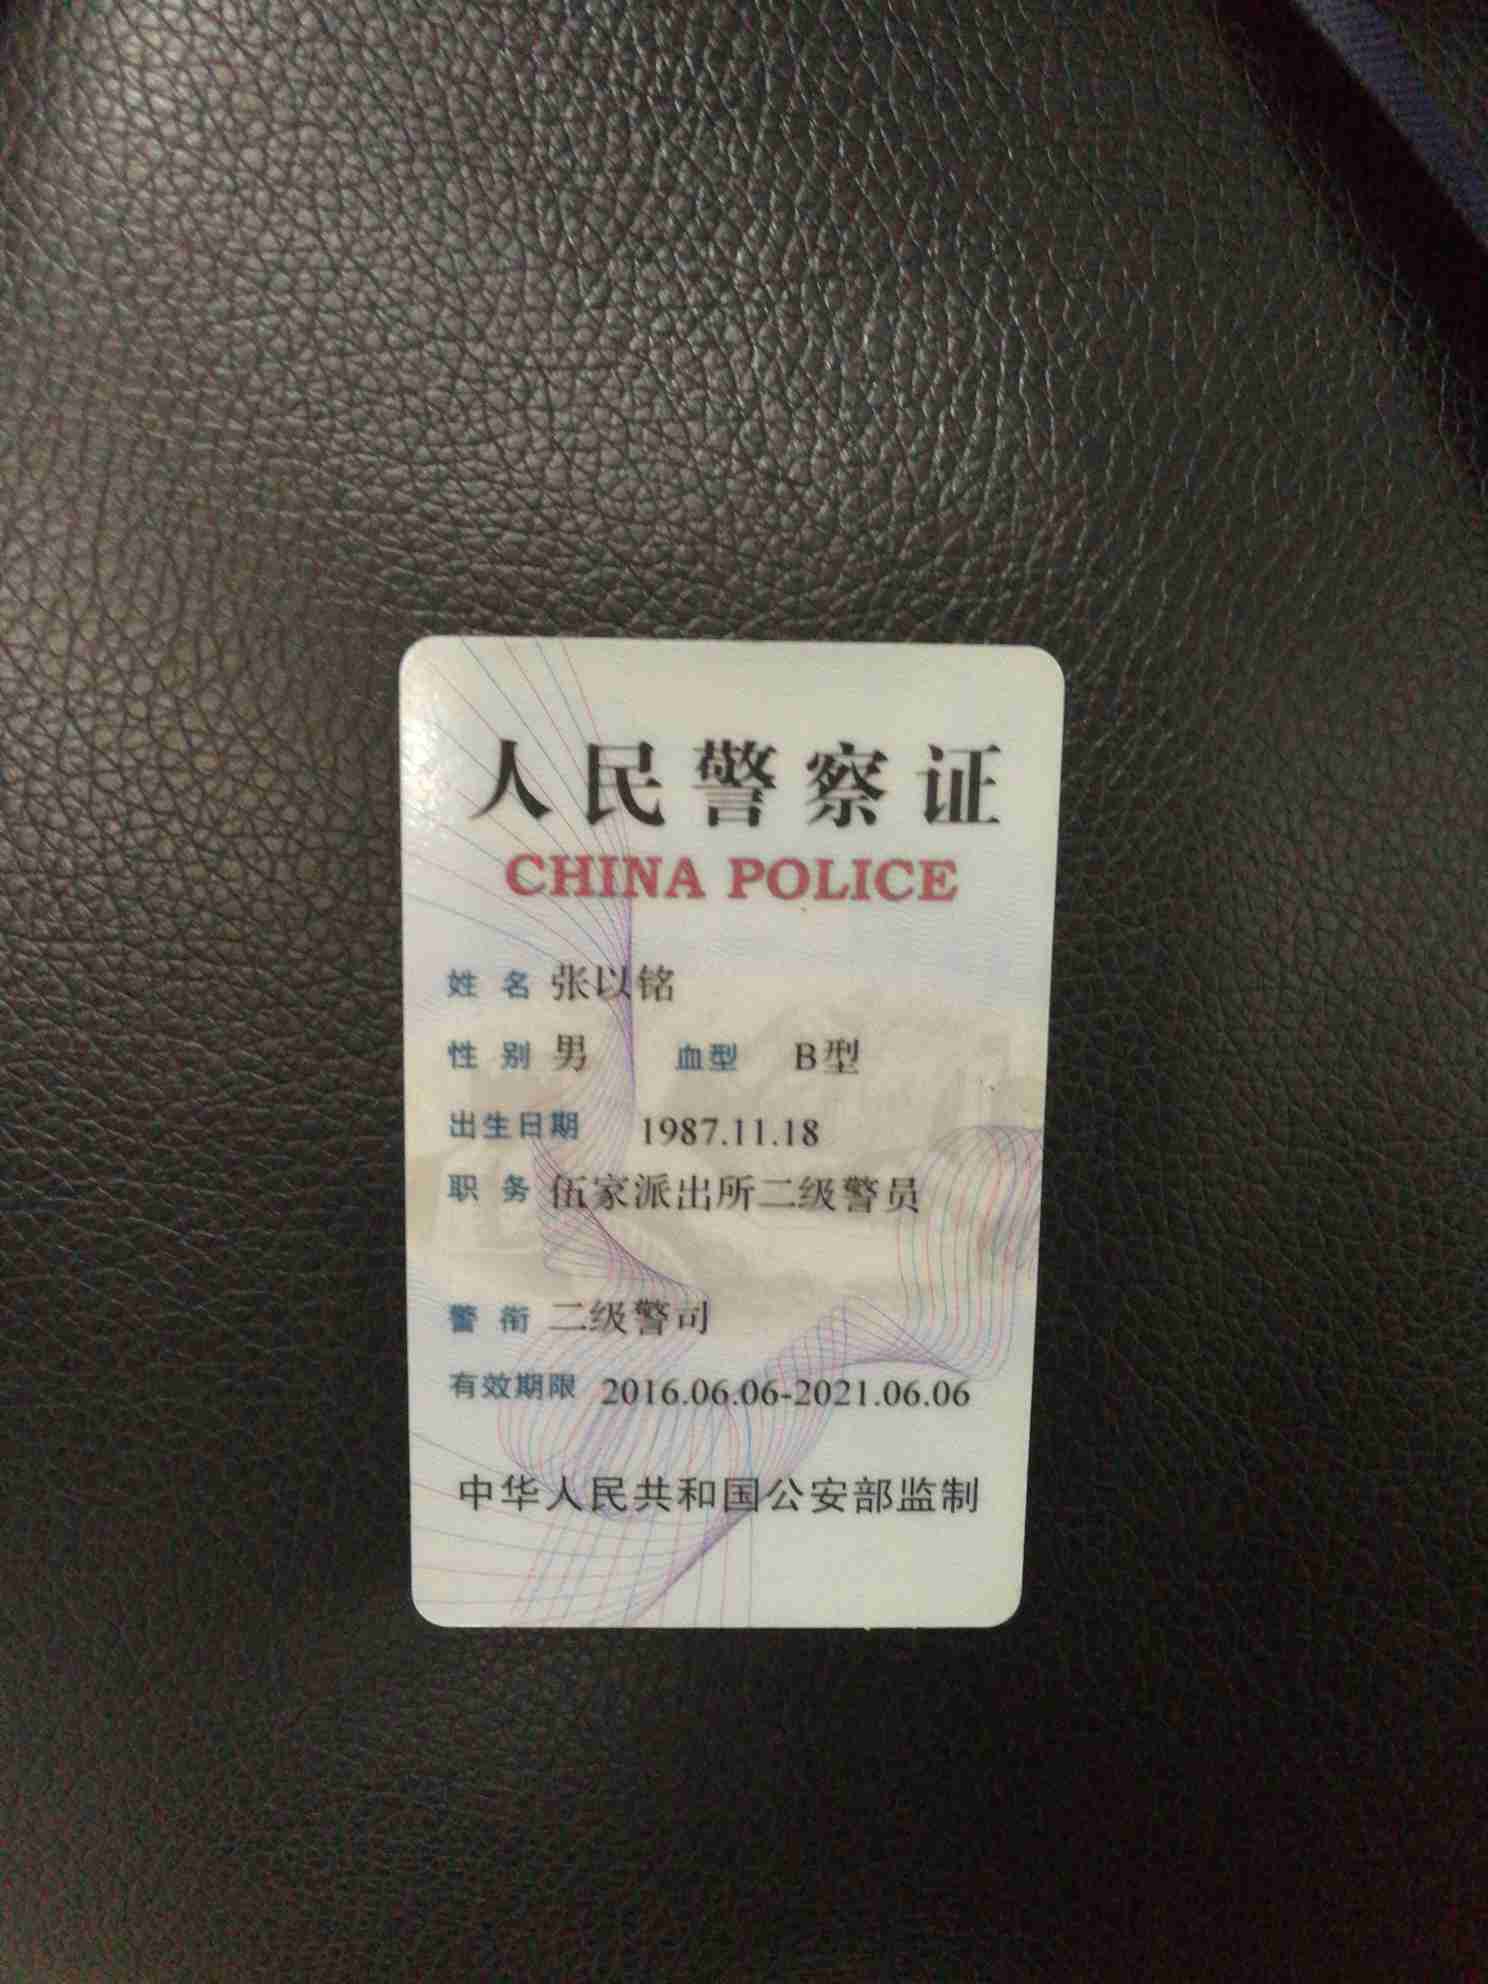 人民警察证
CHINA POLICE
姓 名 张以铭
性 别 男 血型 B型
出生日期 1987.11.18
职 务 伍家派出所二级警员
警 衔 二级警司
有效期限 2016.06.06-2021.06.06
中华人民共和国公安部监制